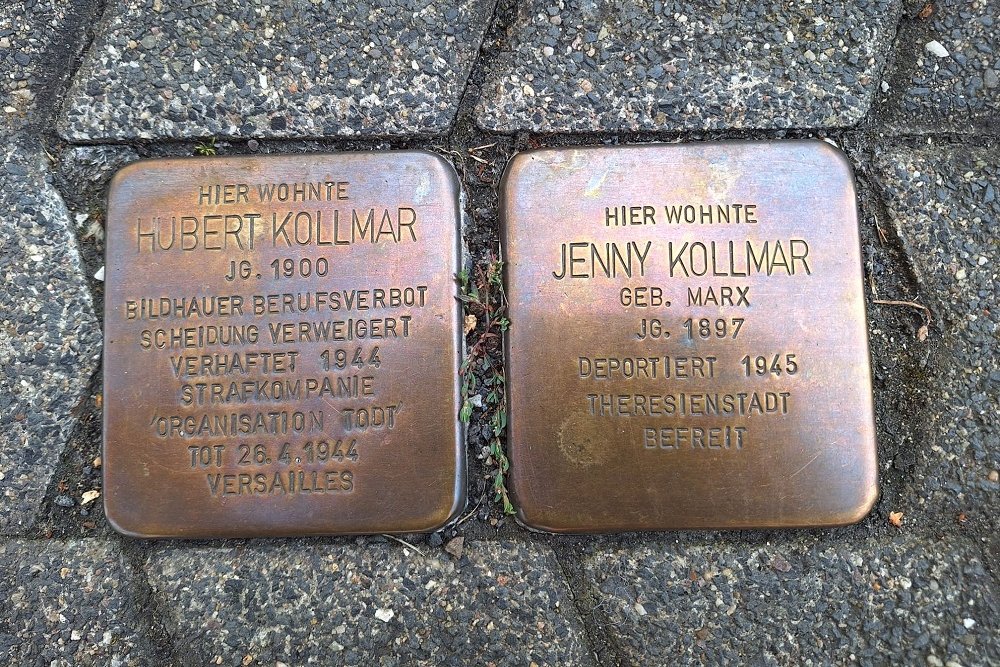 HIER WOHNTE
HUBERT KOLLMAR
JG. 1900
BILDHAUER BERUFSVERBOT
SCHEIDUNG VERWEIGERT
VERHAFTET 1944
STRAFKOMPANIE
'ORGANISATION TODT'
TOT 26.4.1944
VERSAILLES
HIER WOHNTE
JENNY KOLLMAR
GEB. MARX
JG. 1897
DEPORTIERT 1945
THERESIENSTADT
BEFREIT